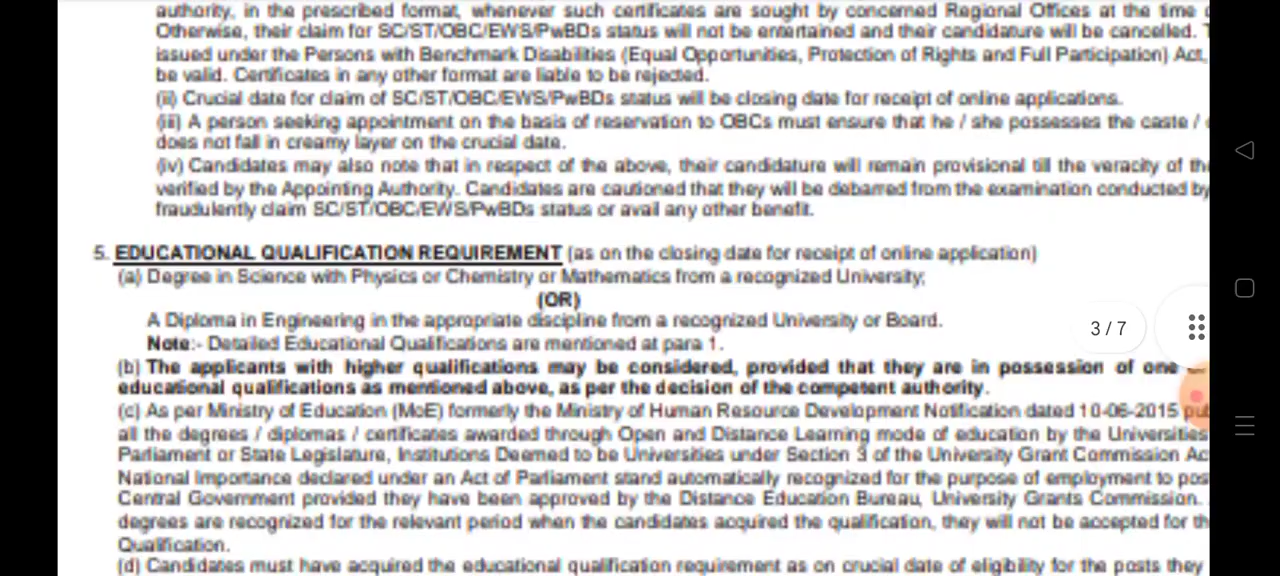 authority, in the prescribed format, whenever such certificates are sought by concerned Regional Offices at the time
Otherwise, their claim for SC/ST/OBC/EWS/PwBDs status will not be entertained and their candidature will be cancelled.
issued under the Persons with Benchmark Disabilities (Equal Opportunities, Protection of Rights and Full Participation) Act,
be valid. Certificates in any other format are liable to be rejected.
(ii) Crucial date for claim of SC/ST/OBC/EWS/PwBDs status will be closing date for receipt of online applications.
(iii) A person seeking appointment on the basis of reservation to OBCs must ensure that he / she possesses the caste /
does not fall in creamy layer on the crucial date.
(iv) Candidates may also note that in respect of the above, their candidature will remain provisional till the veracity of
verified by the Appointing Authority. Candidates are cautioned that they will be debarred from the examination conducted by
fraudulently claim SC/ST/OBC/EWS/PwBDs status or avail any other benefit.
5. EDUCATIONAL QUALIFICATION REQUIREMENT (as on the closing date for receipt of online application)
(a) Degree in Science with Physics or Chemistry or Mathematics from a recognized University;
(OR)
A Diploma in Engineering in the appropriate discipline from a recognized University or Board.
3 / 7
Note:- Detailed Educational Qualifications are mentioned at para 1.
(b) The applicants with higher qualifications may be considered, provided that they are in possession of one
educational qualifications as mentioned above, as per the decision of the competent authority.
(c) As per Ministry of Education (MoE) formerly the Ministry of Human Resource Development Notification dated 10-06-2015
all the degrees / diplomas / certificates awarded through Open and Distance Learning mode of education by the Universities
Parliament or State Legislature, Institutions Deemed to be Universities under Section 3 of the University Grant Commission
National Importance declared under an Act of Parliament stand automatically recognized for the purpose of employment to
Central Government provided they have been approved by the Distance Education Bureau, University Grants Commission.
degrees are recognized for the relevant period when the candidates acquired the qualification, they will not be accepted for
Qualification.
(d) Candidates must have acquired the educational qualification requirement as on crucial date of eligibility for the posts they